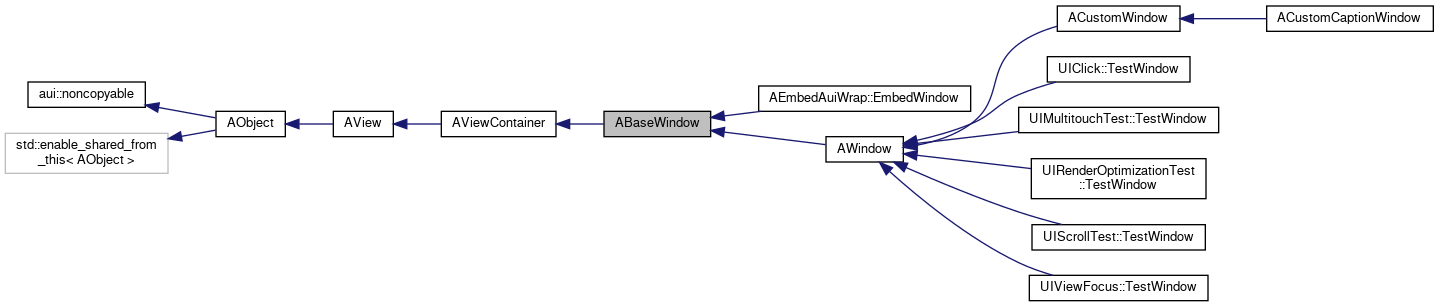 ACustomWindow
ACustomCaptionWindow
UIClick::TestWindow
aui::noncopyable
AEmbedAuiWrap::EmbedWindow
AObject
AView
AViewContainer
ABaseWindow
UIMultitouchTest::TestWindow
std::enable_shared_from
_this< AObject >
AWindow
UIRenderOptimizationTest
::TestWindow
UIScrollTest::TestWindow
UIViewFocus::TestWindow